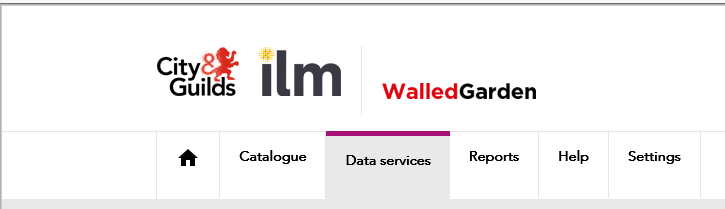 City&
Guilds
ilm
WalledGarden
Catalogue
Data services
Reports
Help
Settings